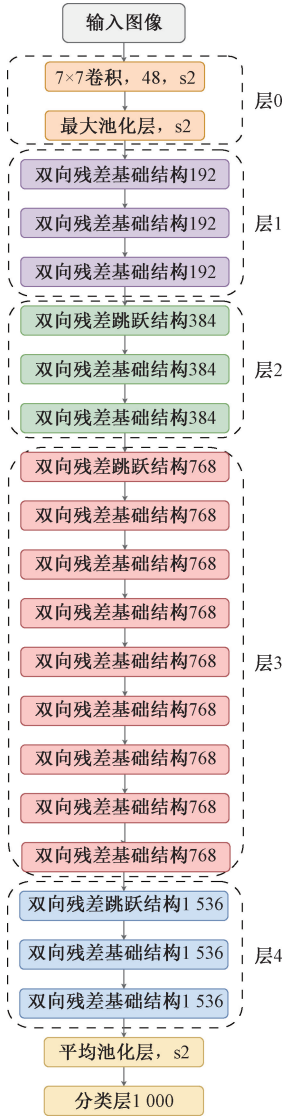 输入图像
7×7卷积，48，s2
最大池化层，s2
层0
双向残差基础结构192
双向残差基础结构192
双向残差基础结构192
层1
双向残差跳跃结构384
双向残差基础结构384
双向残差基础结构384
层2
双向残差跳跃结构768
双向残差基础结构768
双向残差基础结构768
双向残差基础结构768
双向残差基础结构768
双向残差基础结构768
双向残差基础结构768
双向残差基础结构768
双向残差基础结构768
层3
双向残差跳跃结构1 536
双向残差基础结构1 536
双向残差基础结构1 536
层4
平均池化层，s2
分类层1 000